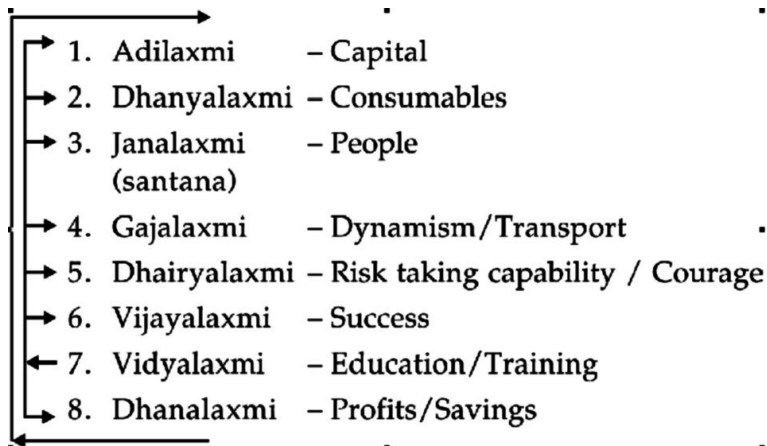 1. Adilaxmi – Capital
2. Dhanyalaxmi – Consumables
3. Janalaxmi – People
(santana)
4. Gajalaxmi – Dynamism/Transport
5. Dhairyalaxmi – Risk taking capability / Courage
6. Vijayalaxmi – Success
7. Vidyalaxmi – Education/Training
8. Dhanalaxmi – Profits/Savings